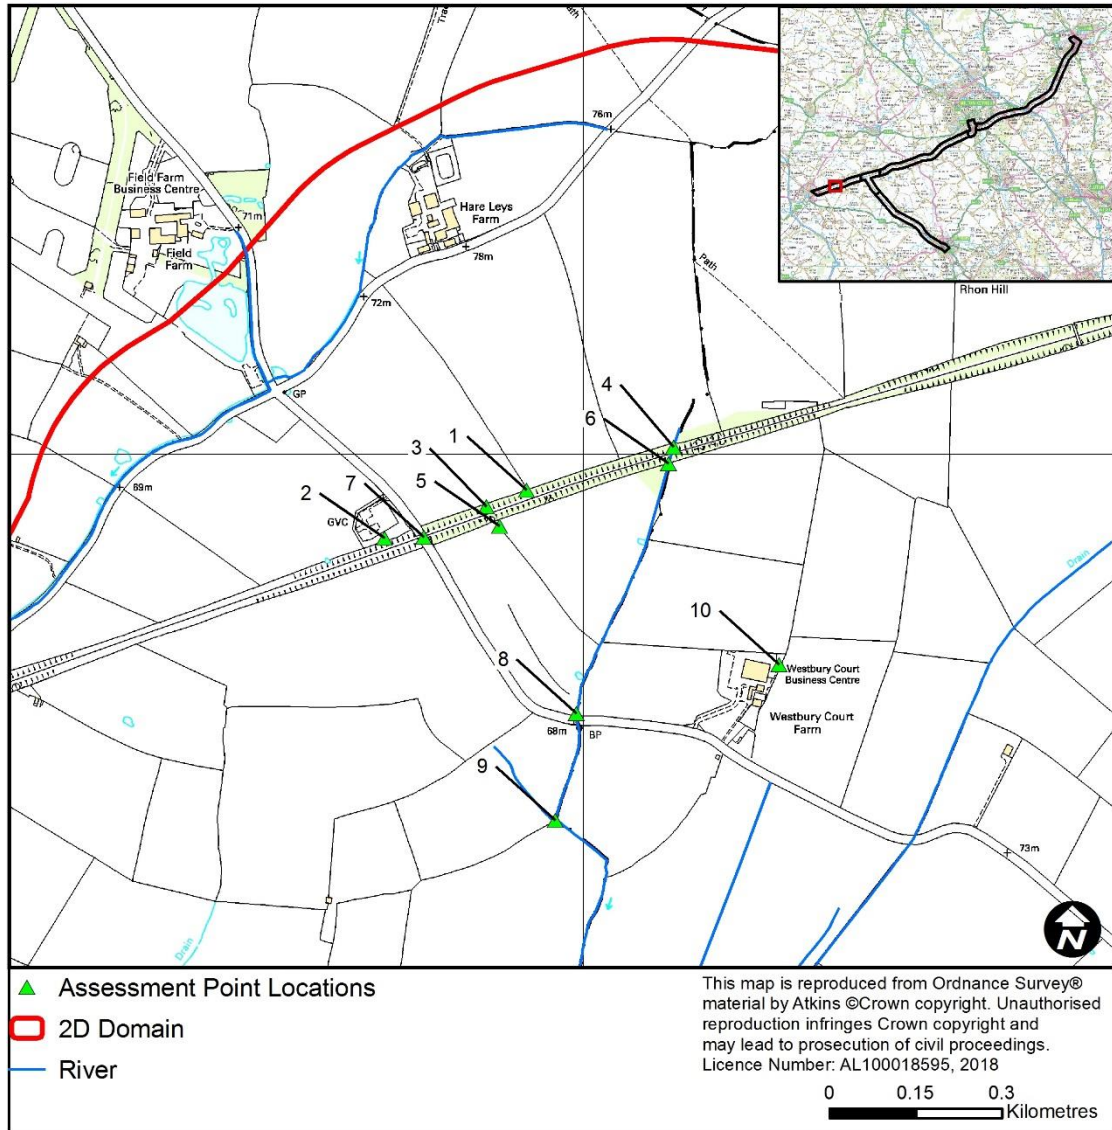 Track
Path
76m
Field Farm
Business Centre
71m
Hare Leys
Farm
Field
Farm
78m
Path
Rhon Hill
72m
GP
4
6
1
3
69m
2
7
5
GVC
Drain
10
Westbury Court
Business Centre
8
68m
BP
Westbury Court
Farm
9
73m
Drain
N
Assessment Point Locations
2D Domain
River
This map is reproduced from Ordnance Survey®
material by Atkins ©Crown copyright. Unauthorised
reproduction infringes Crown copyright and
may lead to prosecution of civil proceedings.
Licence Number: AL100018595, 2018
0 0.15 0.3
Kilometres